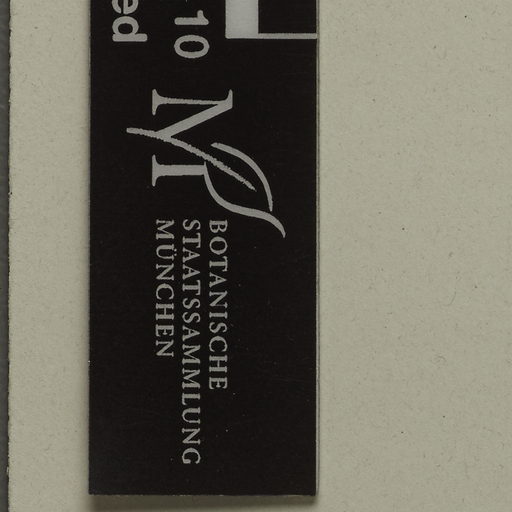 10
ed
M
BOTANISCHE
STAATSSAMMLUNG
MÜNCHEN